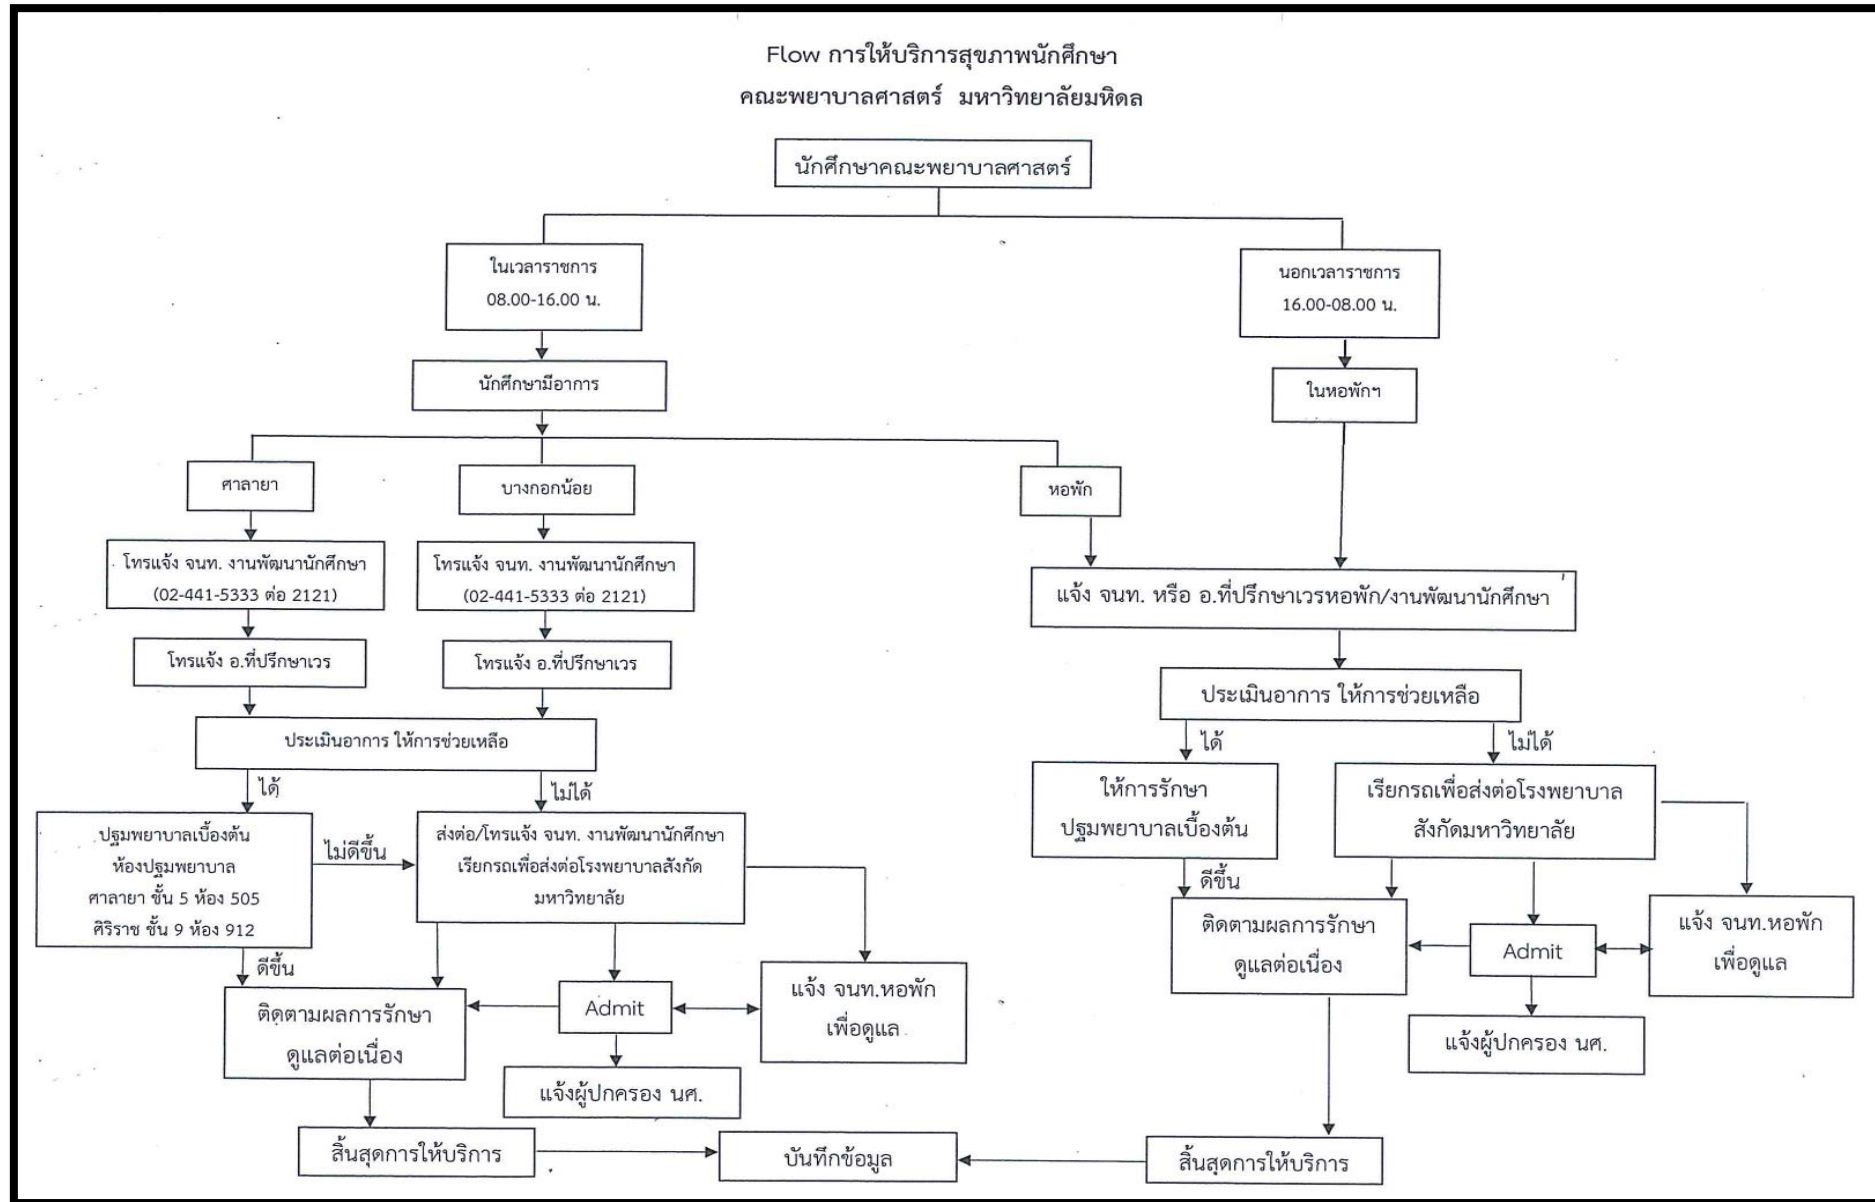 Flow การให้บริการสุขภาพนักศึกษา
คณะพยาบาลศาสตร์ มหาวิทยาลัยมหิดล
นักศึกษาคณะพยาบาลศาสตร์
ในเวลาราชการ
08.00-16.00 น.
นอกเวลาราชการ
16.00-08.00 น.
นักศึกษามีอาการ
ในหอพักฯ
ศาลายา
บางกอกน้อย
หอพัก
โทรแจ้ง จนท. งานพัฒนานักศึกษา
(02-441-5333 ต่อ 2121)
โทรแจ้ง จนท. งานพัฒนานักศึกษา
(02-441-5333 ต่อ 2121)
แจ้ง จนท. หรือ อ.ที่ปรึกษาเวรหอพัก/งานพัฒนานักศึกษา
โทรแจ้ง อ.ที่ปรึกษาเวร
โทรแจ้ง อ.ที่ปรึกษาเวร
ประเมินอาการ ให้การช่วยเหลือ
ประเมินอาการ ให้การช่วยเหลือ
ได้
ไม่ได้
ได้
ไม่ได้
ปฐมพยาบาลเบื้องต้น
ห้องปฐมพยาบาล
ศาลายา ชั้น 5 ห้อง 505
ศิริราช ชั้น 9 ห้อง 912
ไม่ดีขึ้น
ส่งต่อ/โทรแจ้ง จนท. งานพัฒนานักศึกษา
เรียกรถเพื่อส่งต่อโรงพยาบาลสังกัด
มหาวิทยาลัย
ให้การรักษา
ปฐมพยาบาลเบื้องต้น
เรียกรถเพื่อส่งต่อโรงพยาบาล
สังกัดมหาวิทยาลัย
ดีขึ้น
ดีขึ้น
ติดตามผลการรักษา
ดูแลต่อเนื่อง
Admit
แจ้ง จนท.หอพัก
เพื่อดูแล
ติดตามผลการรักษา
ดูแลต่อเนื่อง
Admit
แจ้ง จนท.หอพัก
เพื่อดูแล
แจ้งผู้ปกครอง นศ.
แจ้งผู้ปกครอง นศ.
สิ้นสุดการให้บริการ
บันทึกข้อมูล
สิ้นสุดการให้บริการ